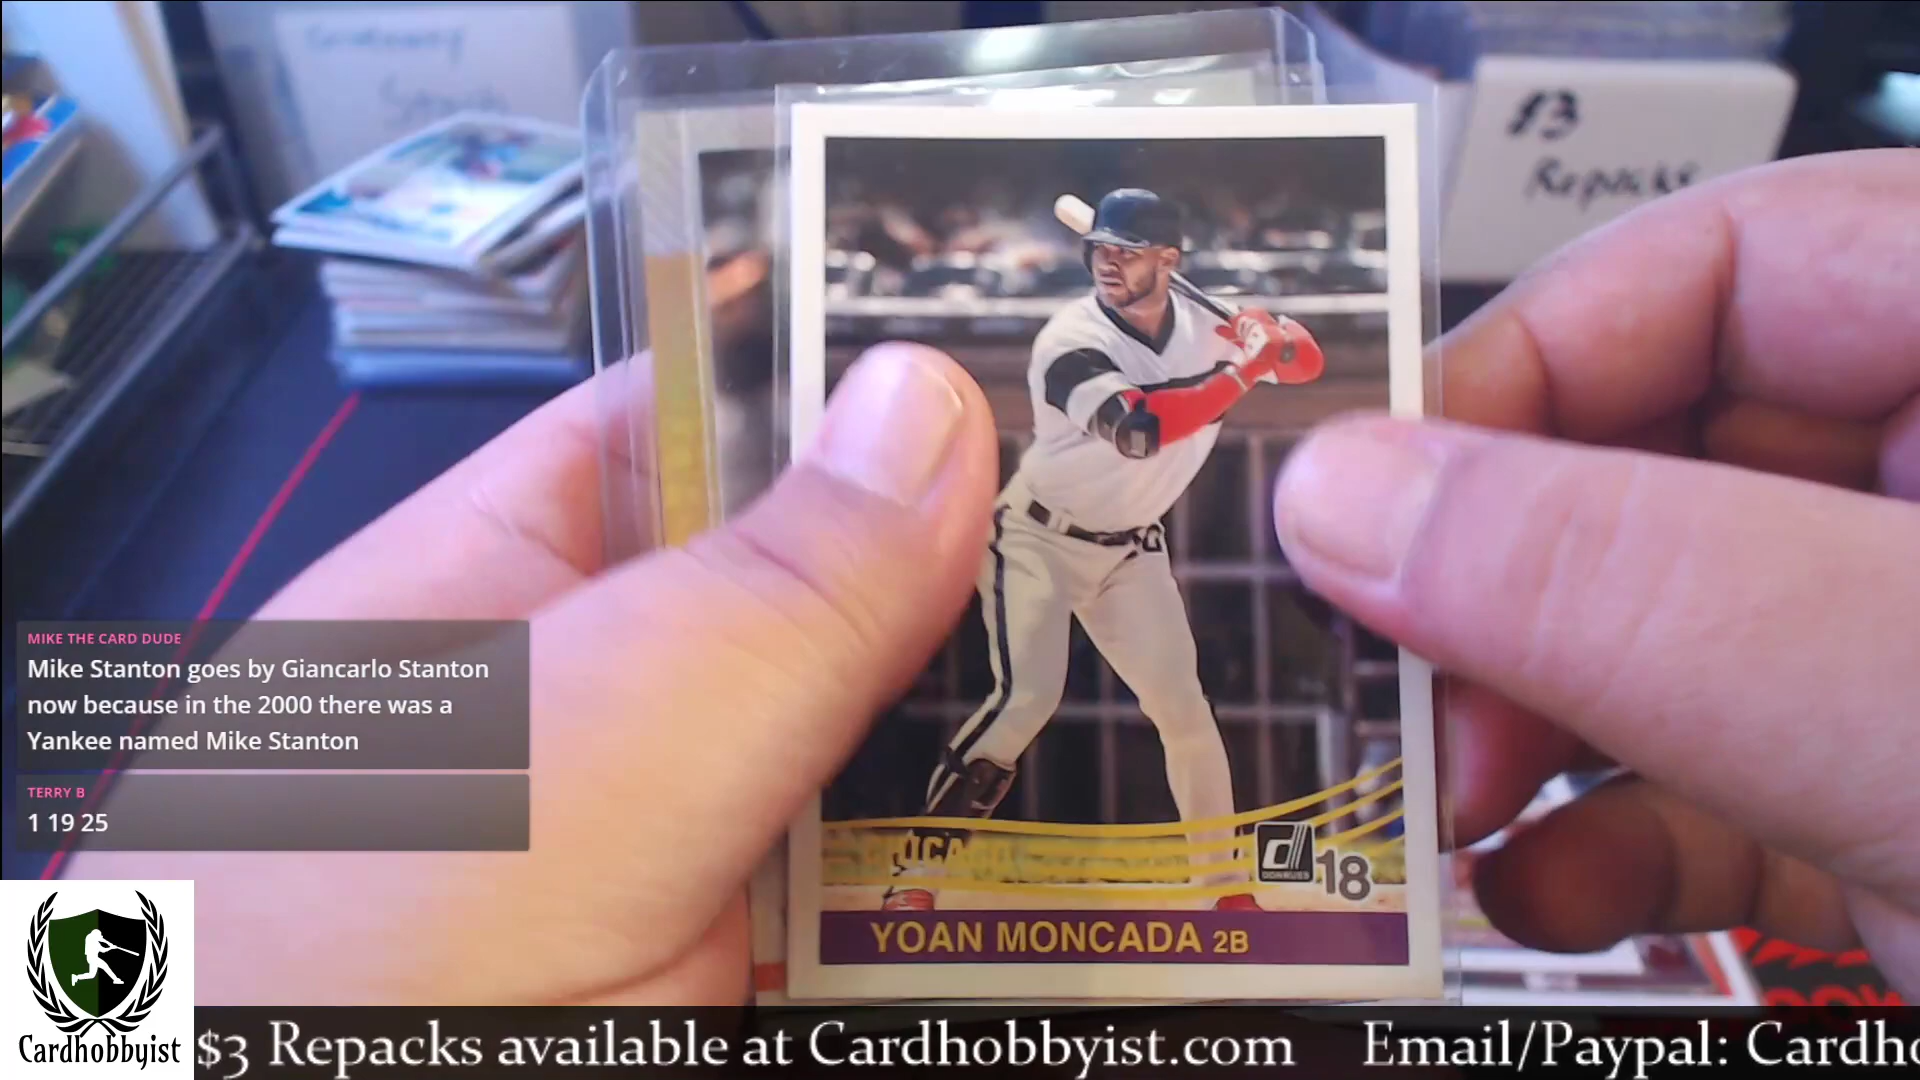 $3
Repacks
CHICAGO
d
DONRUSS
18
YOAN MONCADA 2B
MIKE THE CARD DUDE
Mike Stanton goes by Giancarlo Stanton
now because in the 2000 there was a
Yankee named Mike Stanton
TERRY B
1 19 25
Cardhobbyist
$3 Repacks available at Cardhobbyist.com Email/Paypal: Cardho